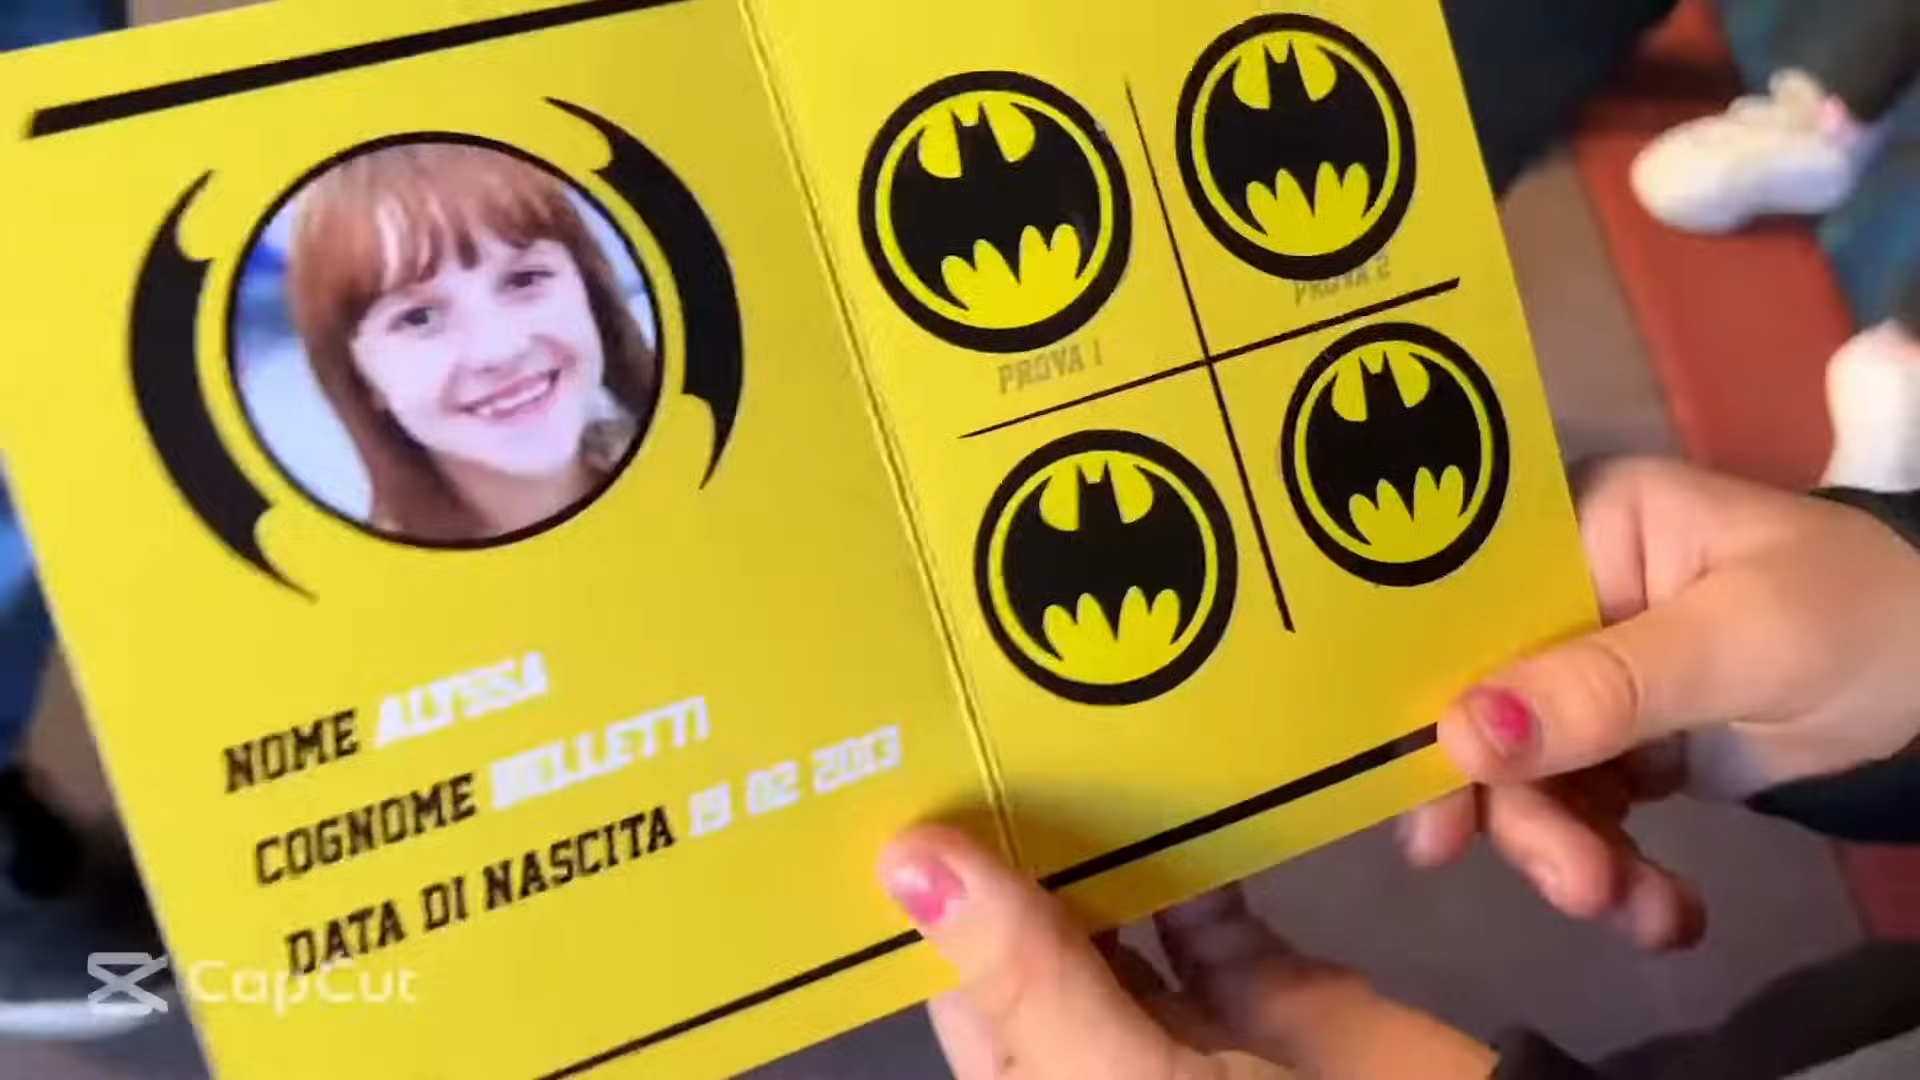 NOME ALYSSA
COGNOME BELLETTI
DATA DI NASCITA 19 02 2013
PROVA 1
PROVA 2
CapCut